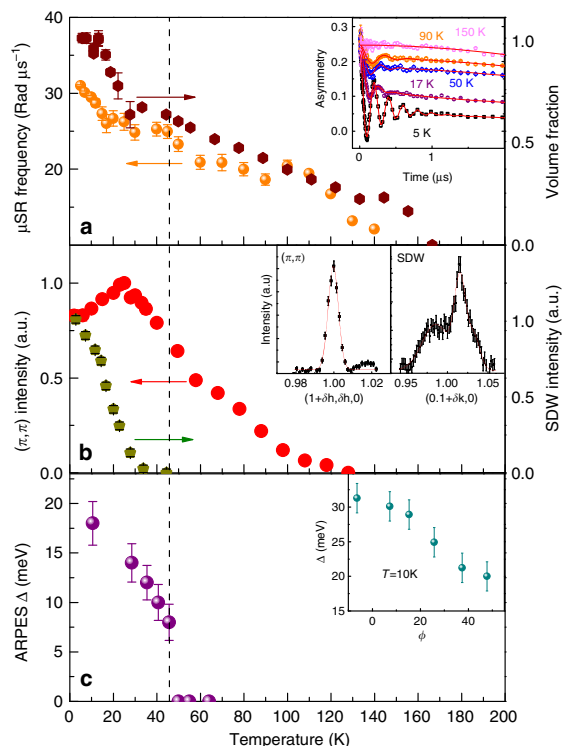 a
μSR frequency (Rad μs⁻¹)
40
30
20
Volume fraction
1.0
0.5
0.0
Asymmetry
0.3
0.2
0.1
0.0
150 K
90 K
50 K
17 K
5 K
0
1
Time (μs)
b
(π,π) intensity (a.u.)
1.0
0.5
0.0
SDW intensity (a.u.)
1.0
0.5
0.0
Intensity (a.u)
(π,π)
0.98
1.00
1.02
(1+δh,δh,0)
SDW
0.95
1.00
1.05
(0.1+δk,0)
c
ARPES Δ (meV)
20
15
10
5
0
Δ (meV)
35
30
25
20
15
T=10K
0
20
40
ϕ
0 20 40 60 80 100 120 140 160 180 200
Temperature (K)